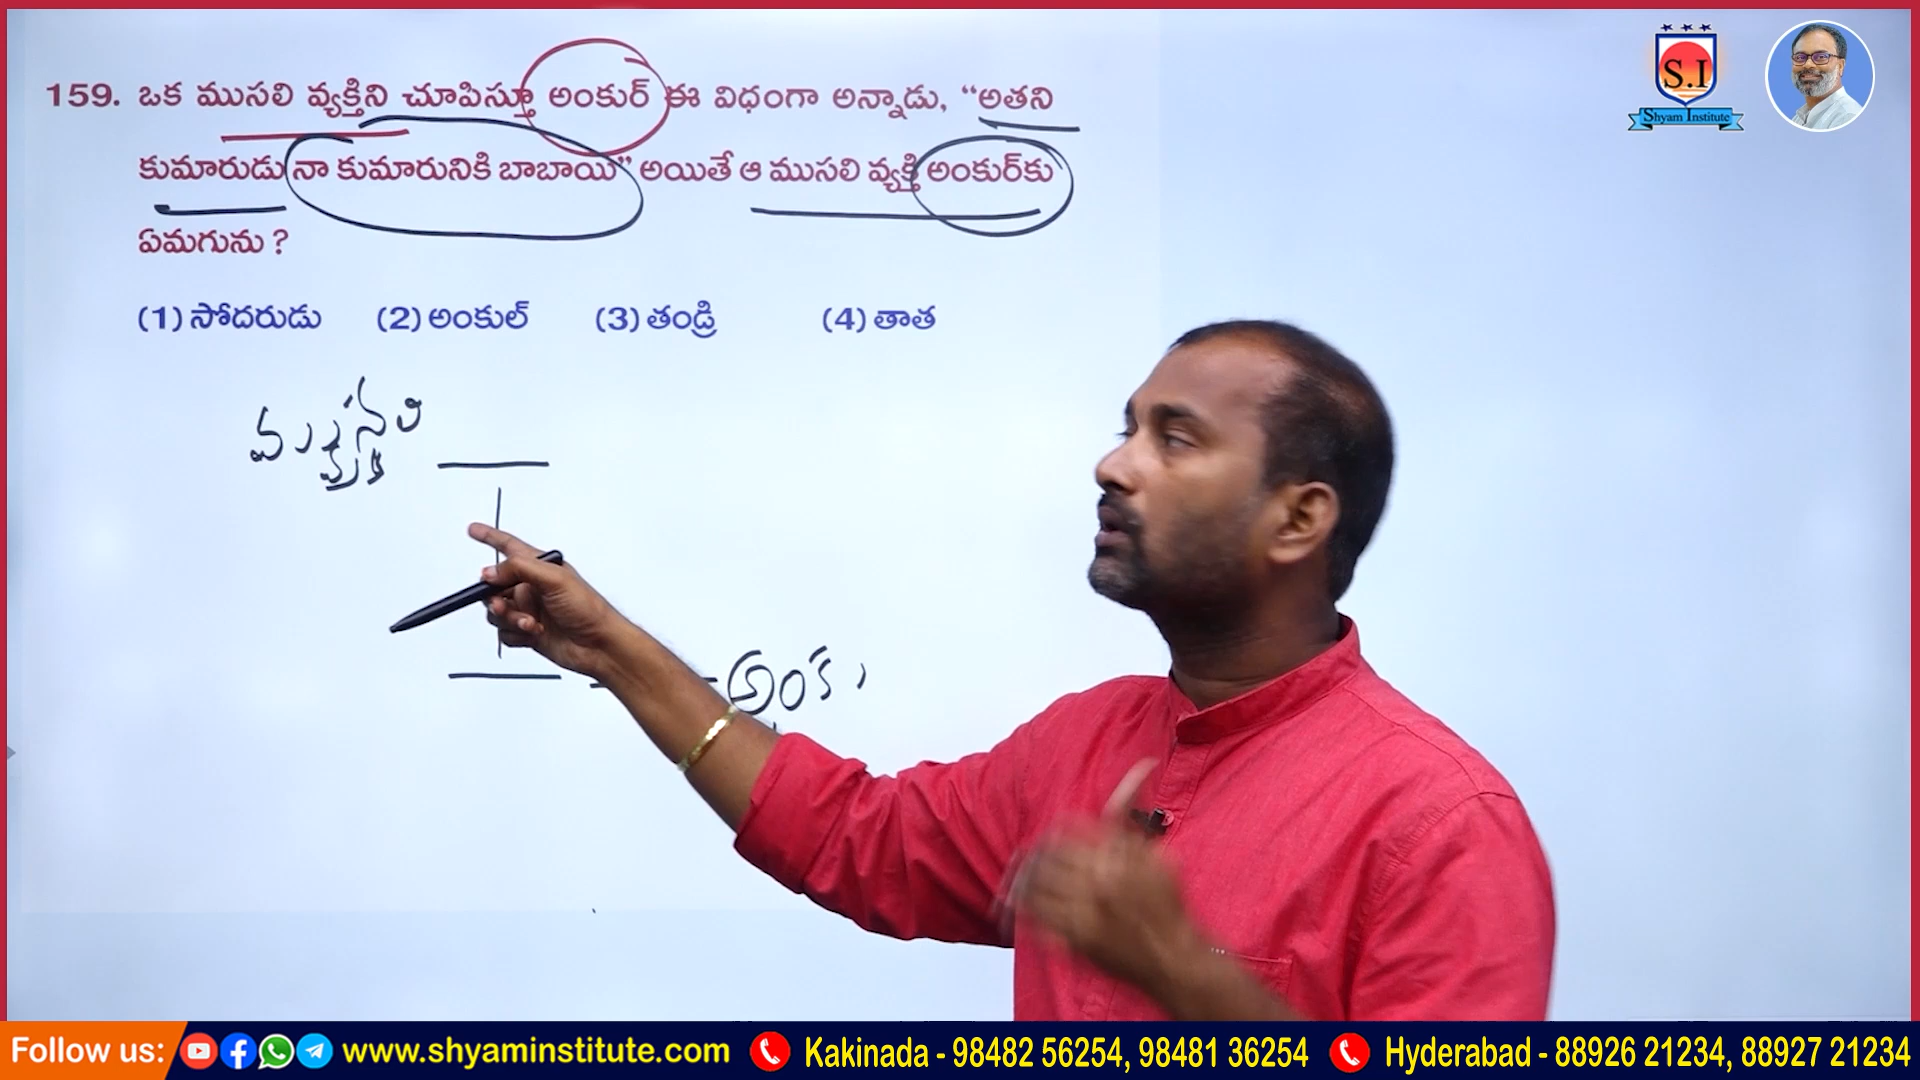 159. ఒక ముసలి వ్యక్తిని చూపిస్తూ అంకుర్ ఈ విధంగా అన్నాడు, “అతని
కుమారుడు నా కుమారునికి బాబాయి” అయితే ఆ ముసలి వ్యక్తి అంకుర్‌కు
ఏమగును ?
(1) సోదరుడు (2) అంకుల్ (3) తండ్రి (4) తాత
S.I
Shyam Institute
Follow us: www.shyaminstitute.com Kakinada - 98482 56254, 98481 36254 Hyderabad - 88926 21234, 88927 21234